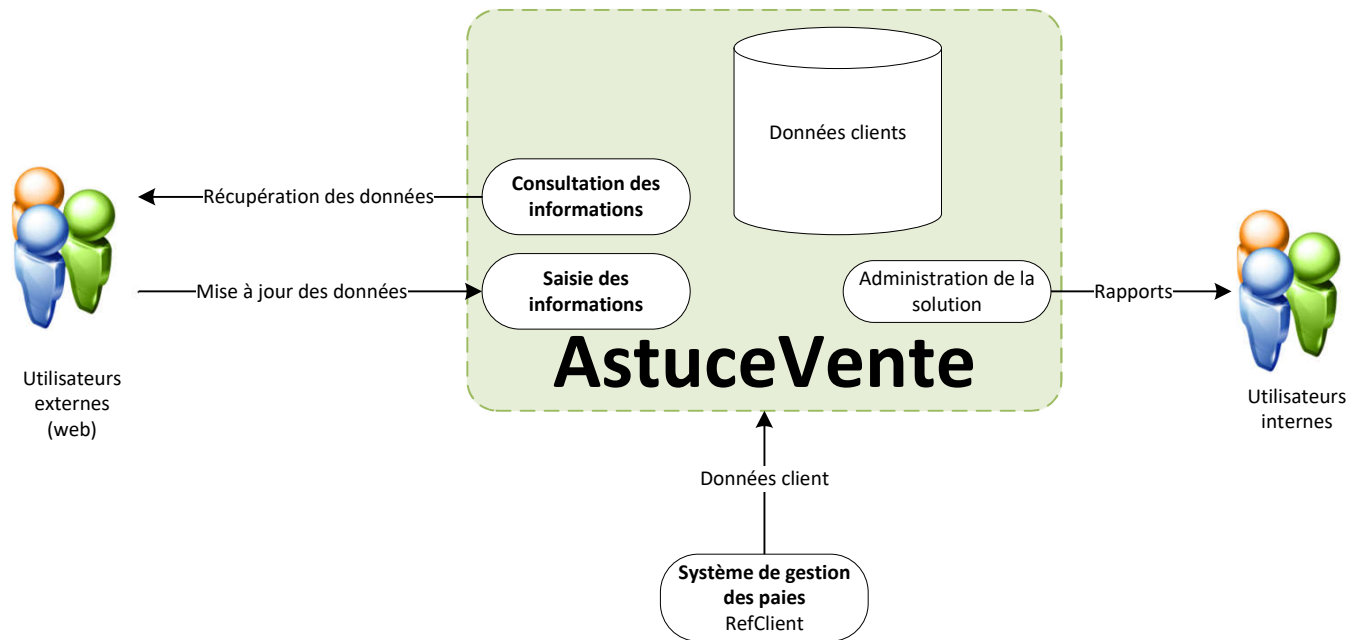 Données clients
Consultation des
informations
Récupération des données
Saisie des
informations
Mise à jour des données
Administration de la
solution
Rapports
AstuceVente
Utilisateurs
externes
(web)
Utilisateurs
internes
Données client
Système de gestion
des paies
RefClient